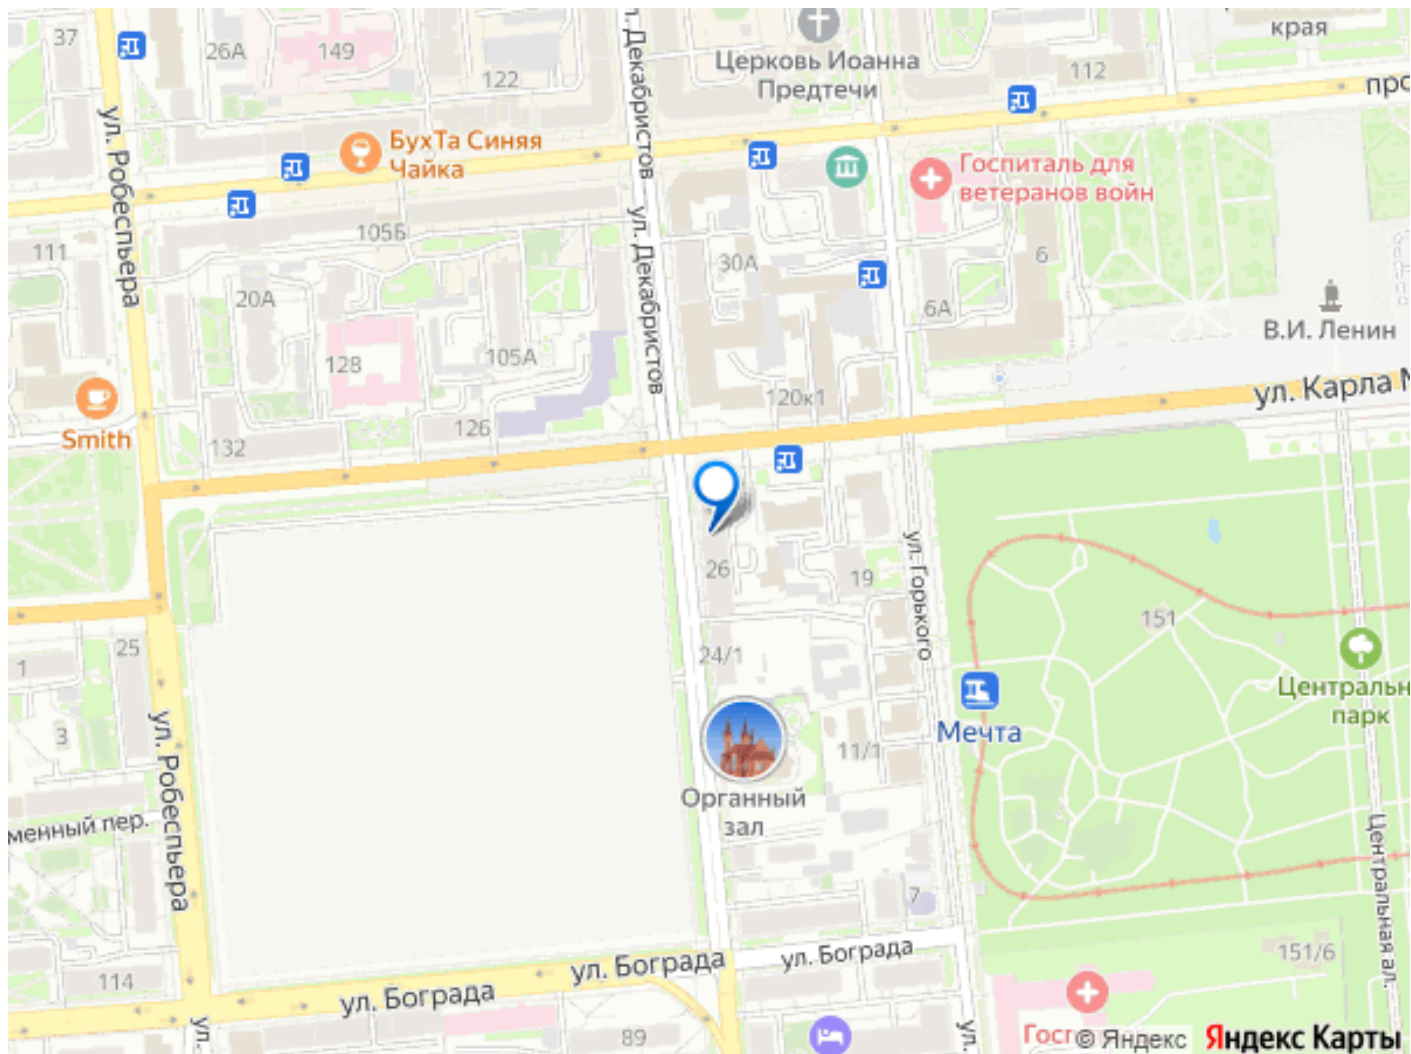 37
26А
149
122
ул. Декабристов
Церковь Иоанна
Предтечи
112
края
ул. Робеспьера
БухТа Синяя
Чайка
Госпиталь для
ветеранов войн
111
105Б
ул. Декабристов
30А
6
20А
6А
В.И. Ленин
128
105А
120к1
ул. Карла М
Smith
132
126
26
19
ул. Горького
151
1
25
24/1
Центральн
парк
3
ул. Робеспьера
Мечта
11/1
Органный
зал
менный пер.
Центральная ал.
7
114
ул. Бограда
ул. Бограда
ул. Бограда
151/6
ул.
89
ул.
Госп
© Яндекс
Яндекс Карты